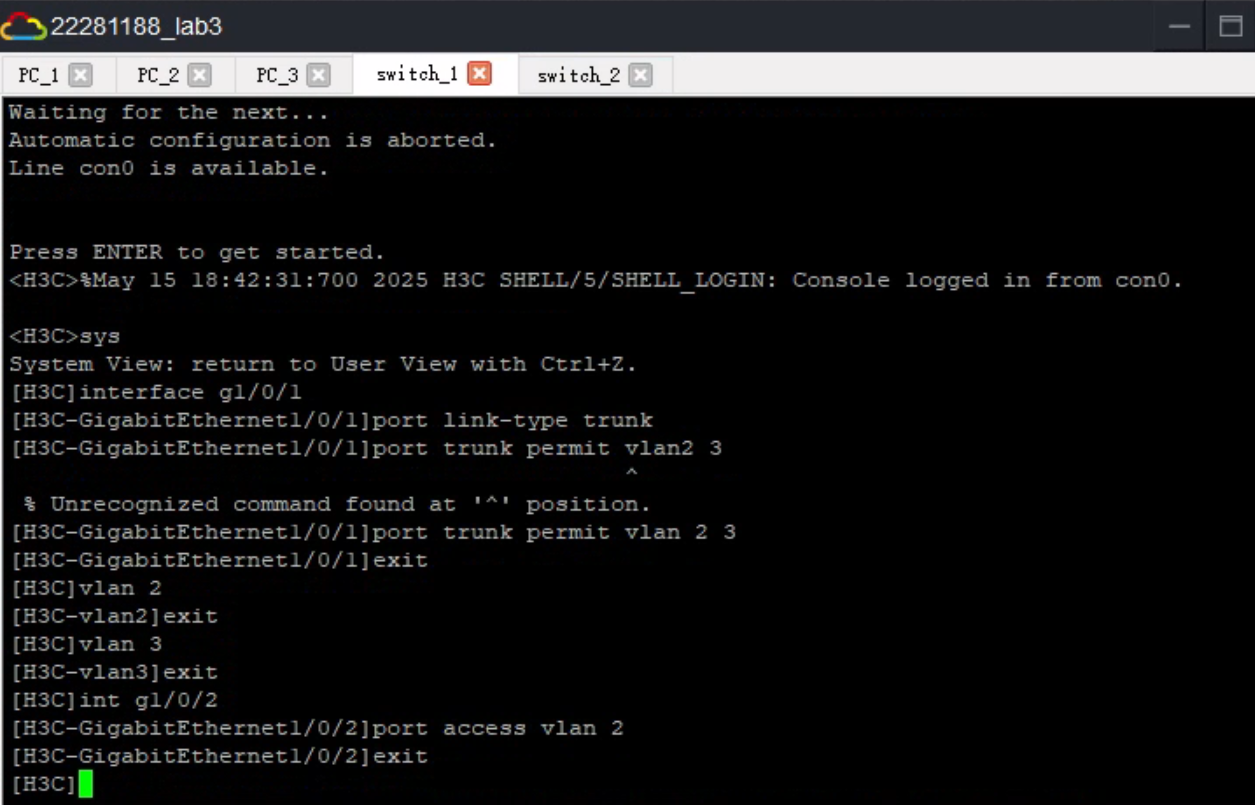 22281188_lab3
PC_1 PC_2 PC_3 switch_1 switch_2
Waiting for the next...
Automatic configuration is aborted.
Line con0 is available.
Press ENTER to get started.
<H3C>%May 15 18:42:31:700 2025 H3C SHELL/5/SHELL_LOGIN: Console logged in from con0.
<H3C>sys
System View: return to User View with Ctrl+Z.
[H3C]interface g1/0/1
[H3C-GigabitEthernet1/0/1]port link-type trunk
[H3C-GigabitEthernet1/0/1]port trunk permit vlan2 3
^
% Unrecognized command found at '^' position.
[H3C-GigabitEthernet1/0/1]port trunk permit vlan 2 3
[H3C-GigabitEthernet1/0/1]exit
[H3C]vlan 2
[H3C-vlan2]exit
[H3C]vlan 3
[H3C-vlan3]exit
[H3C]int g1/0/2
[H3C-GigabitEthernet1/0/2]port access vlan 2
[H3C-GigabitEthernet1/0/2]exit
[H3C]